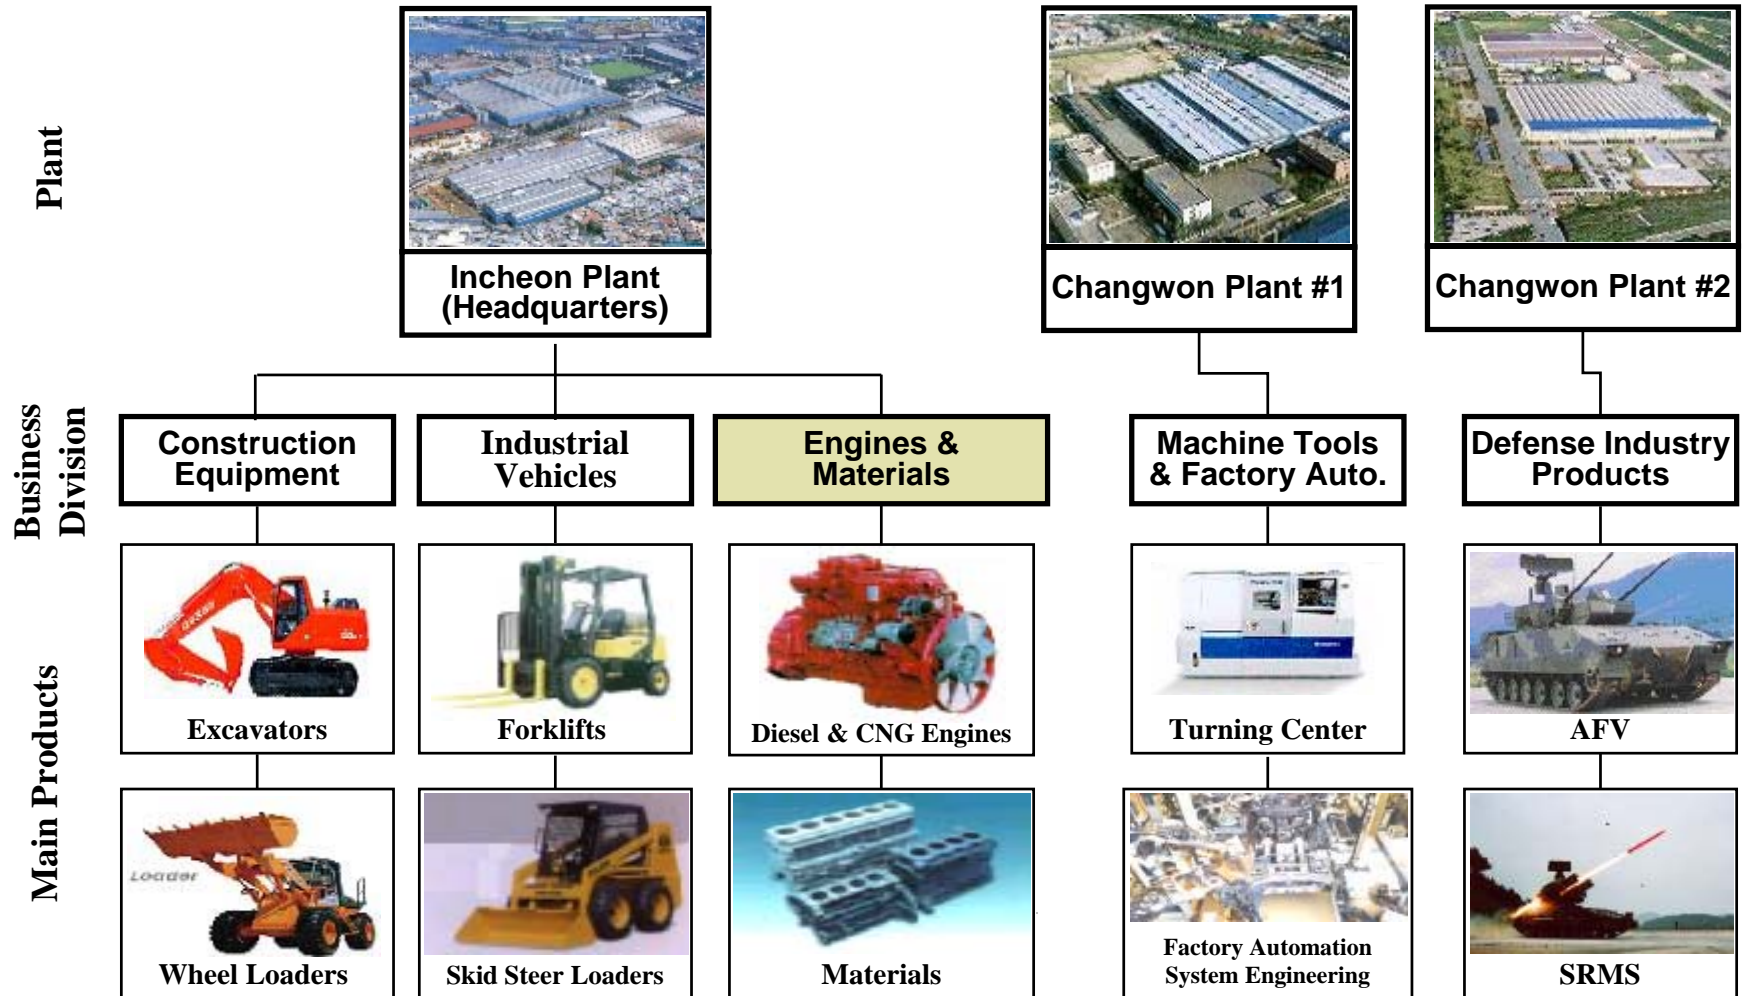 Plant
Incheon Plant
(Headquarters)
Changwon Plant #1
Changwon Plant #2
Business
Division
Construction
Equipment
Industrial
Vehicles
Engines &
Materials
Machine Tools
& Factory Auto.
Defense Industry
Products
Main Products
Excavators
Forklifts
Diesel & CNG Engines
Turning Center
AFV
Loader
Wheel Loaders
Skid Steer Loaders
Materials
Factory Automation
System Engineering
SRMS